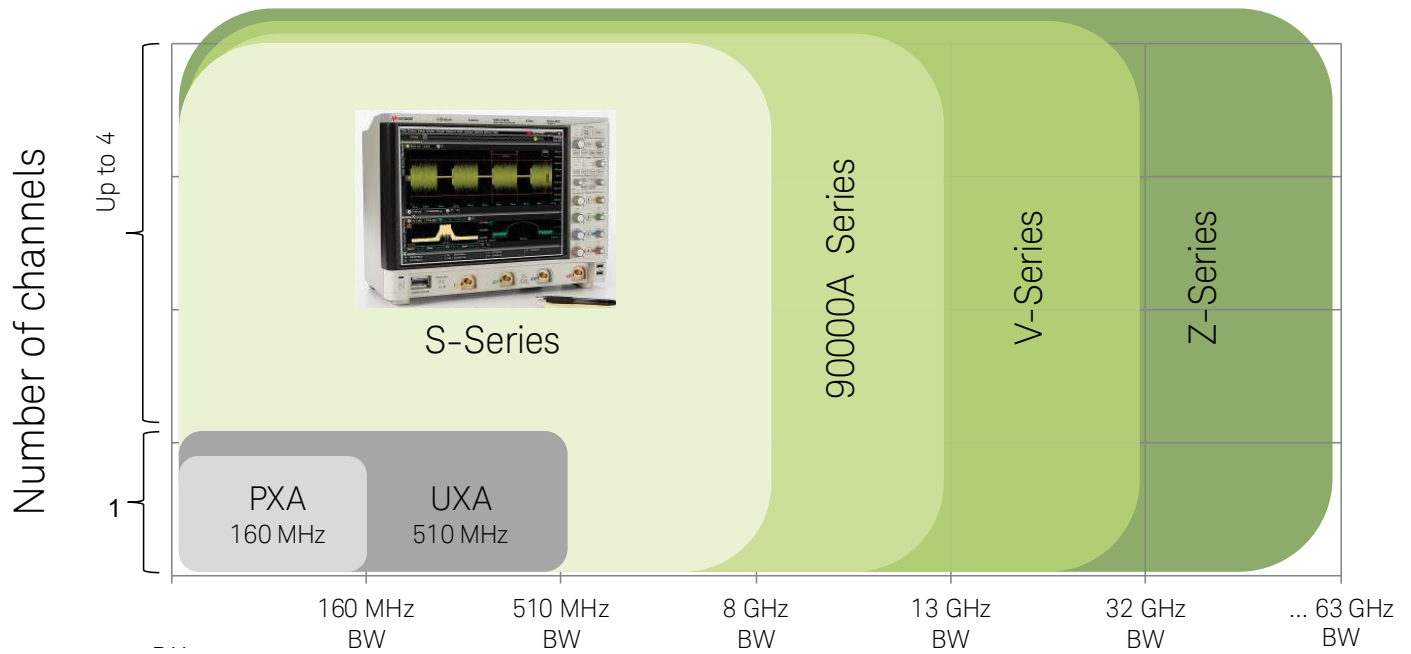 Number of channels
Up to 4
1
S-Series
90000A Series
V-Series
Z-Series
PXA
160 MHz
UXA
510 MHz
160 MHz
BW
510 MHz
BW
8 GHz
BW
13 GHz
BW
32 GHz
BW
... 63 GHz
BW